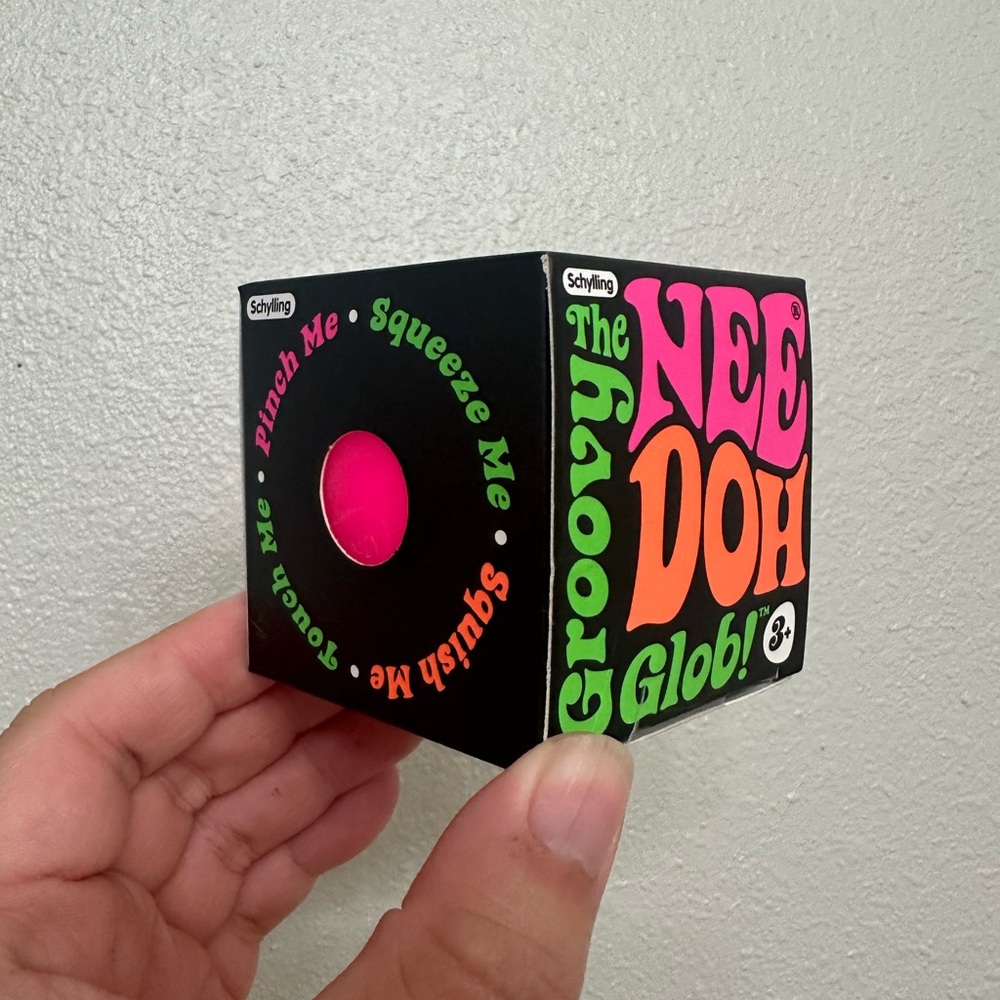 Schylling
Pinch Me • Squeeze Me • Squish Me • Touch Me •
Schylling
The
Groovy
NEE
DOH®
Glob!™
3+